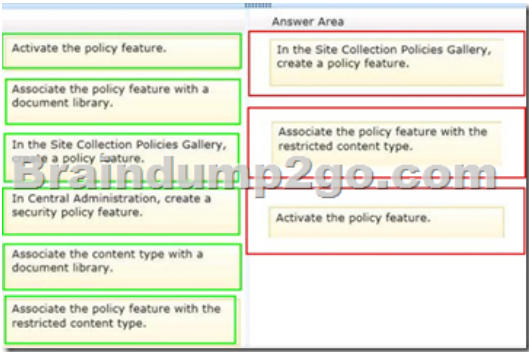 Answer Area
Activate the policy feature.
Associate the policy feature with a
document library.
In the Site Collection Policies Gallery,
create a policy feature.
In Central Administration, create a
security policy feature.
Associate the content type with a
document library.
Associate the policy feature with the
restricted content type.
In the Site Collection Policies Gallery,
create a policy feature.
Associate the policy feature with the
restricted content type.
Activate the policy feature.
Braindump2go.com